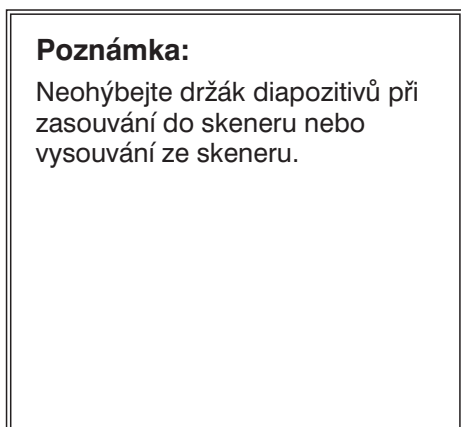 Poznámka:
Neohýbejte držák diapozitivů při
zasouvání do skeneru nebo
vysouvání ze skeneru.